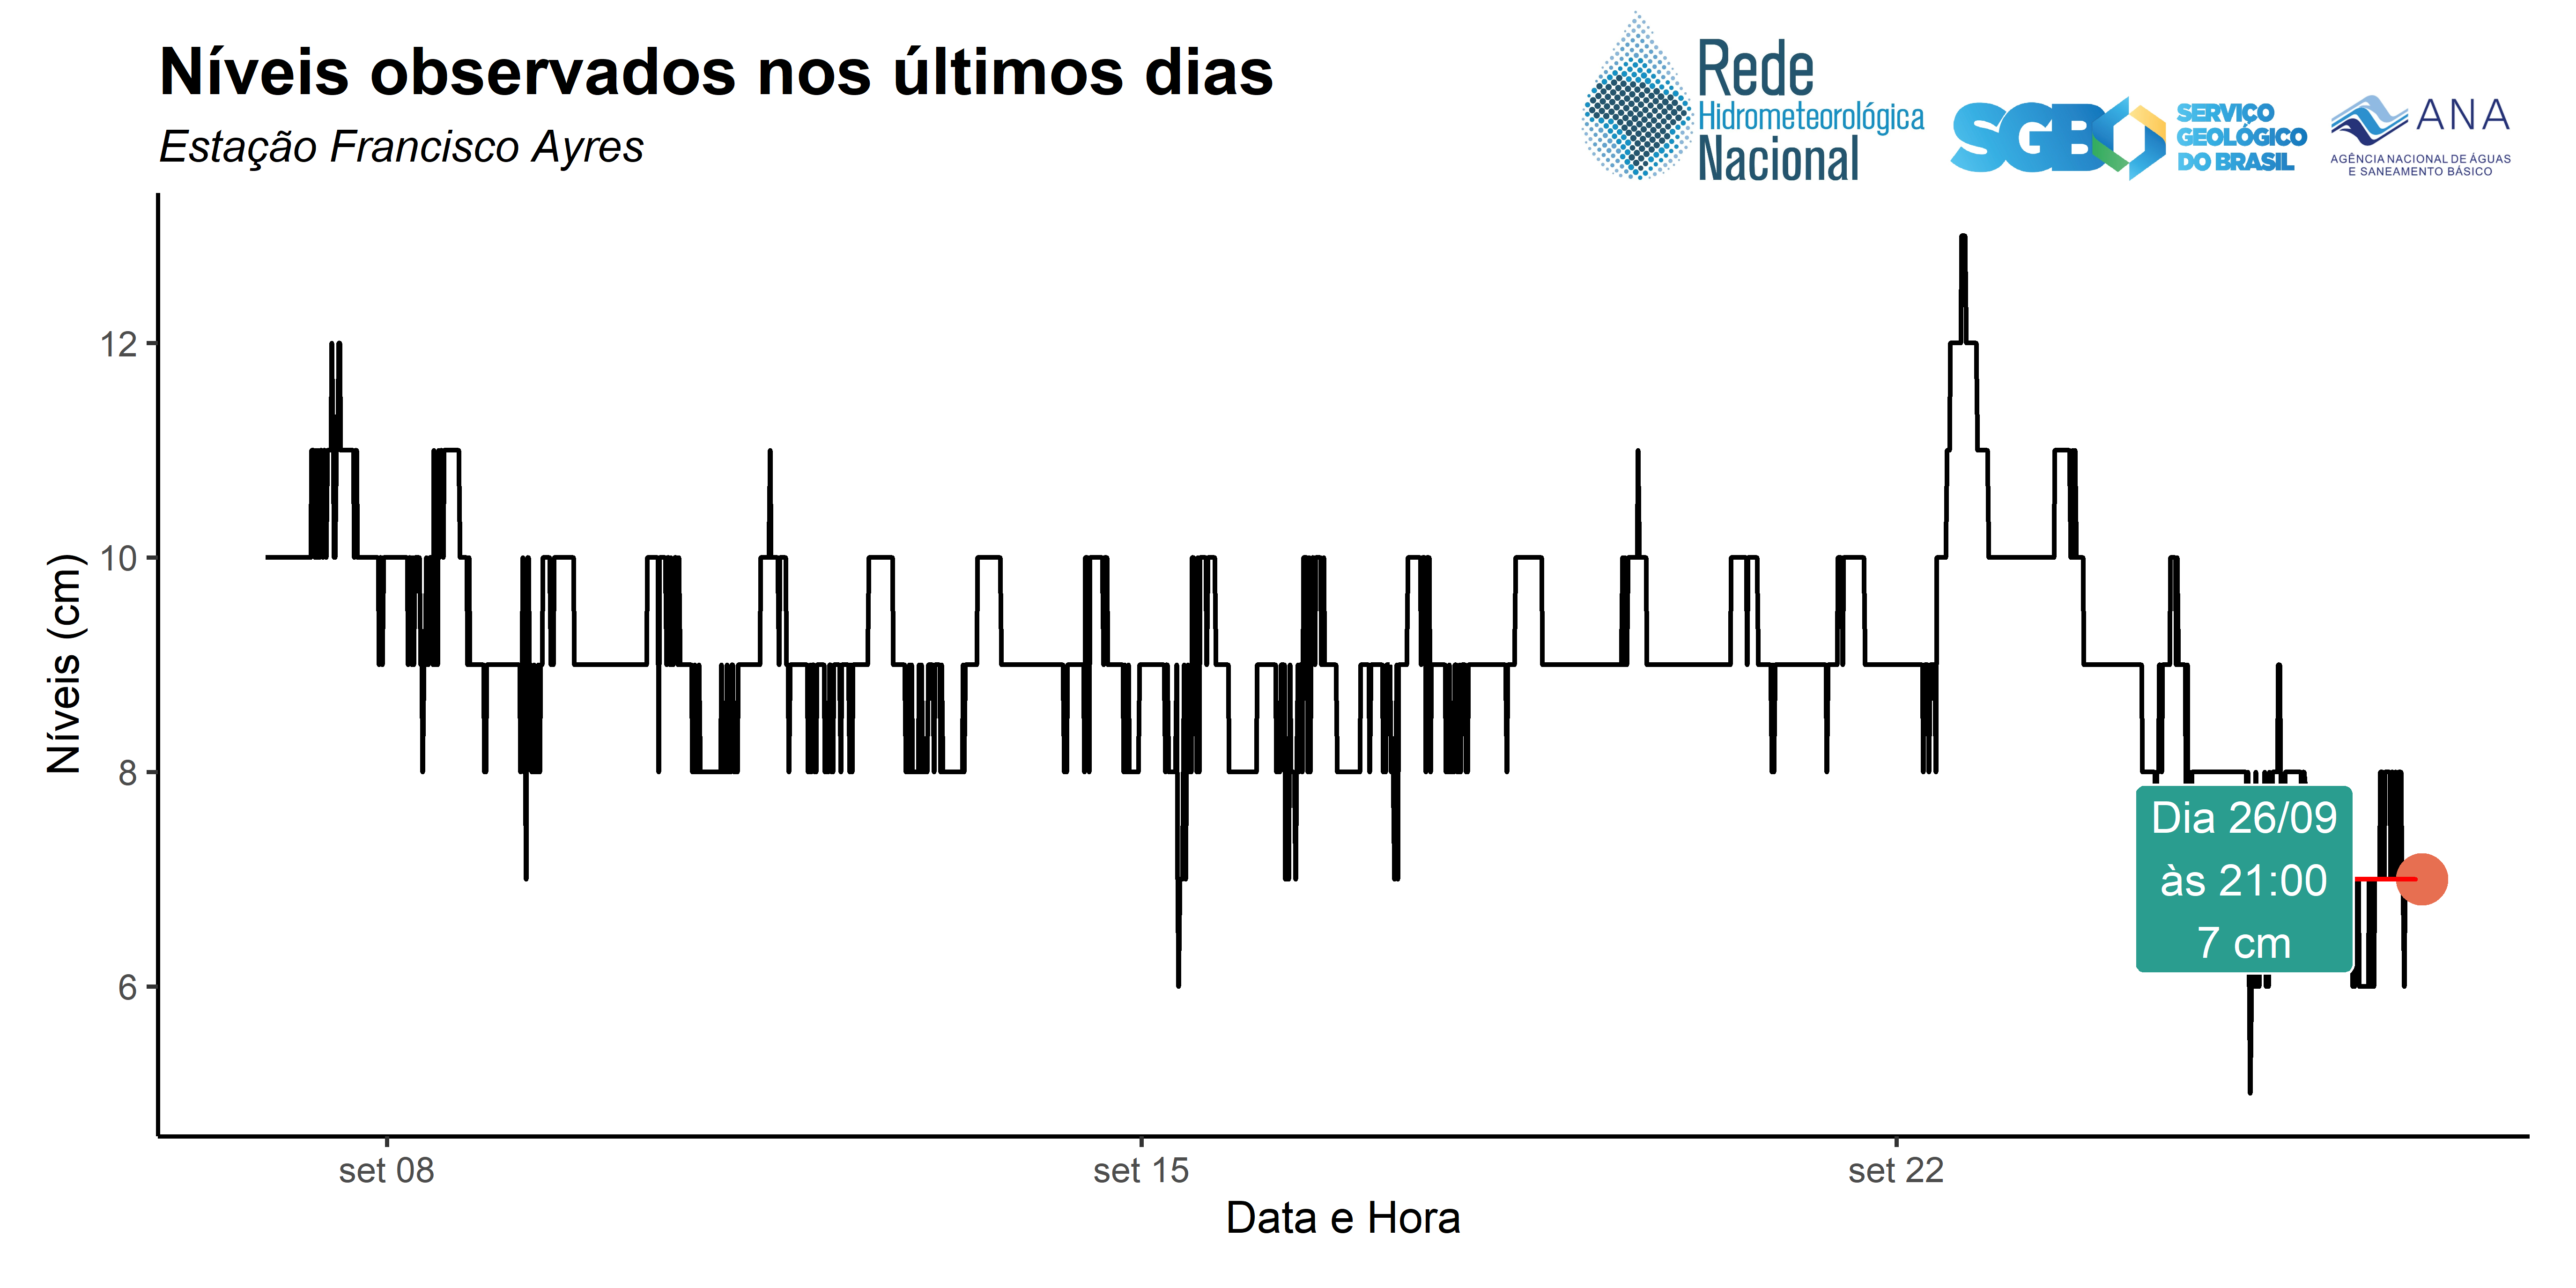 Níveis observados nos últimos dias
Estação Francisco Ayres
Rede
Hidrometeorológica
Nacional
SGB
SERVIÇO
GEOLÓGICO
DO BRASIL
ANA
AGÊNCIA NACIONAL DE ÁGUAS
E SANEAMENTO BÁSICO
Níveis (cm)
12
10
8
6
Dia 26/09
às 21:00
7 cm
set 08
set 15
set 22
Data e Hora